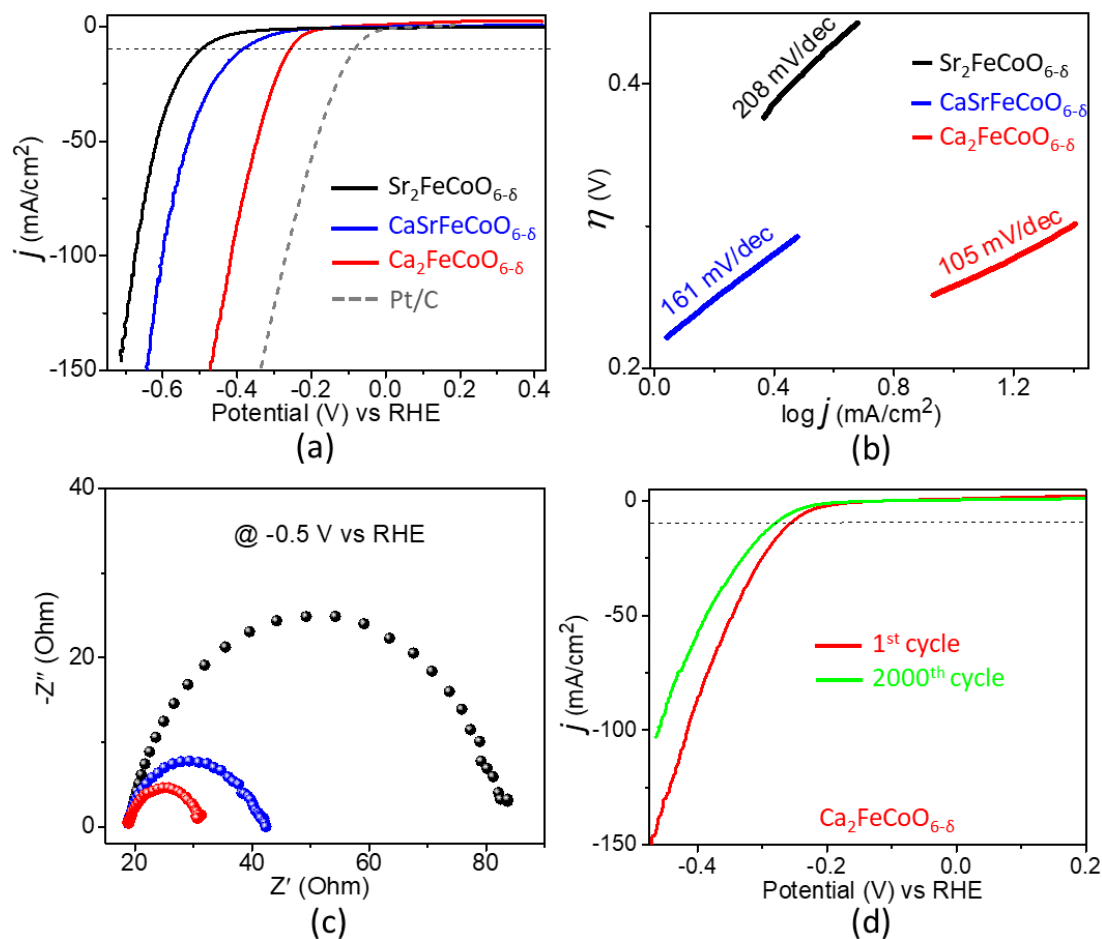 0
-50
-100
-150
j (mA/cm²)
Sr₂FeCoO₆₋δ
CaSrFeCoO₆₋δ
Ca₂FeCoO₆₋δ
Pt/C
-0.6 -0.4 -0.2 0.0 0.2 0.4
Potential (V) vs RHE
(a)
0.4
0.2
η (V)
208 mV/dec
161 mV/dec
105 mV/dec
Sr₂FeCoO₆₋δ
CaSrFeCoO₆₋δ
Ca₂FeCoO₆₋δ
0.0 0.4 0.8 1.2
log j (mA/cm²)
(b)
40
20
0
-Z″ (Ohm)
@ -0.5 V vs RHE
20 40 60 80
Z′ (Ohm)
(c)
0
-50
-100
-150
j (mA/cm²)
1ˢᵗ cycle
2000ᵗʰ cycle
Ca₂FeCoO₆₋δ
-0.4 -0.2 0.0 0.2
Potential (V) vs RHE
(d)